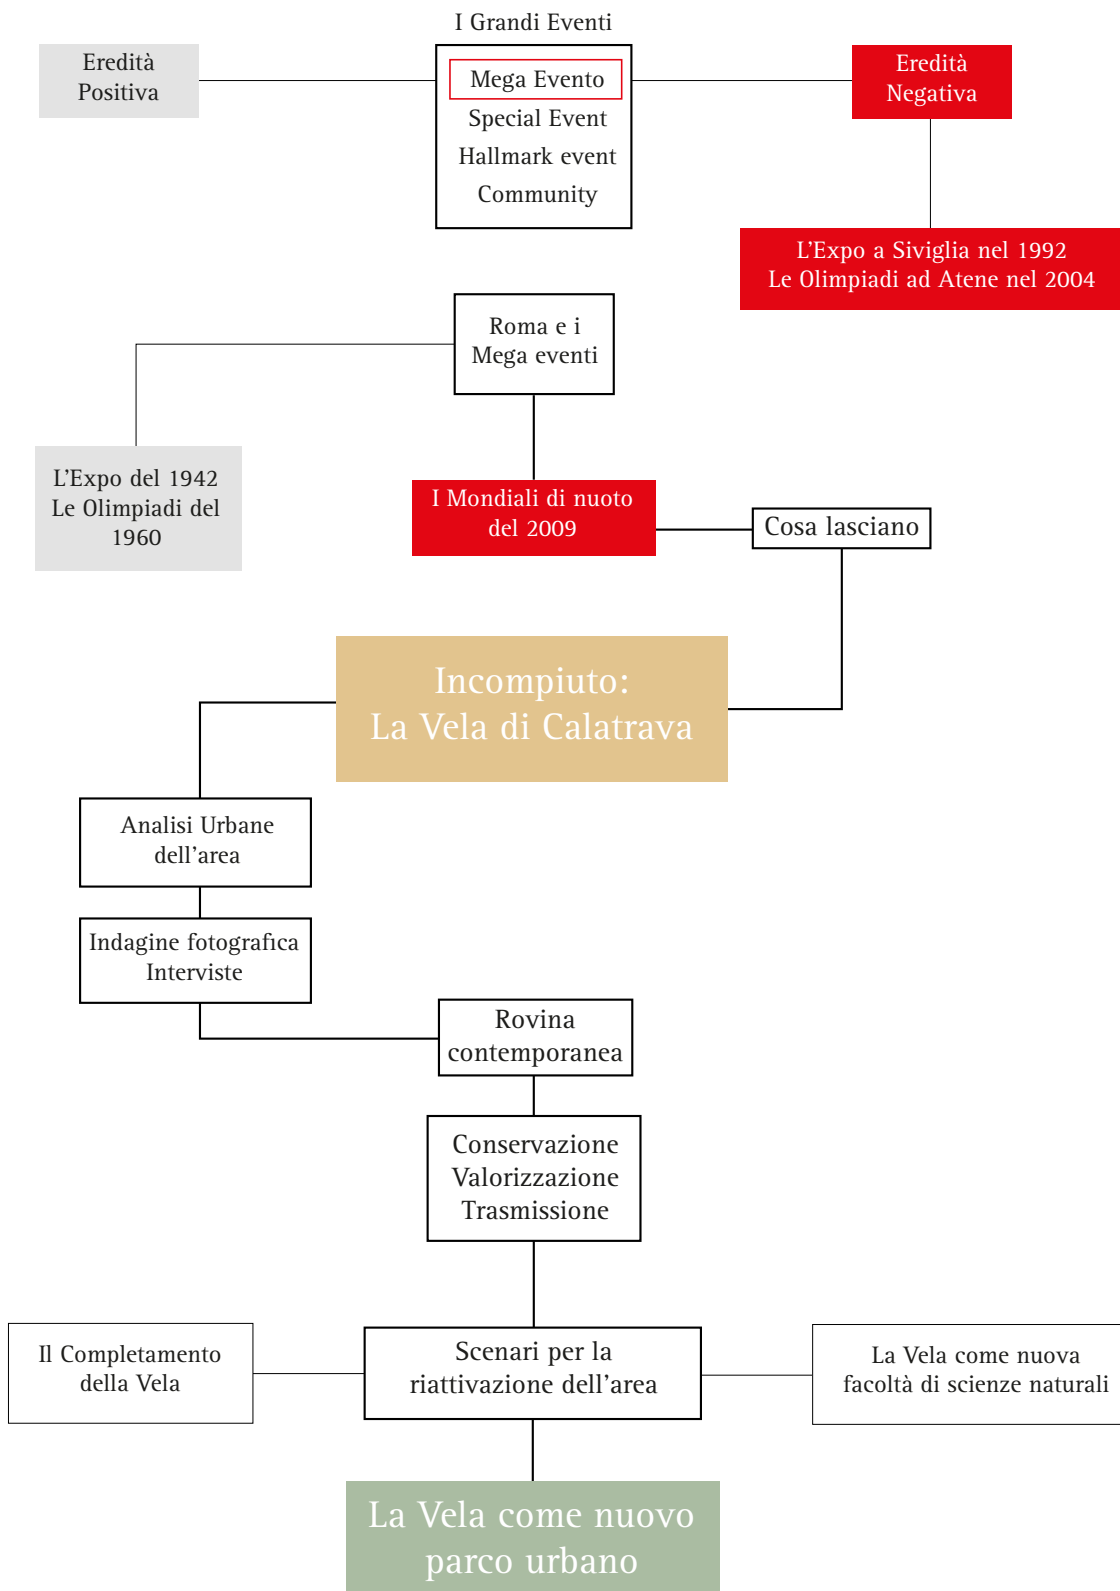 I Grandi Eventi
Eredità
Positiva
Mega Evento
Special Event
Hallmark event
Community
Eredità
Negativa
L'Expo a Siviglia nel 1992
Le Olimpiadi ad Atene nel 2004
Roma e i
Mega eventi
L'Expo del 1942
Le Olimpiadi del
1960
I Mondiali di nuoto
del 2009
Cosa lasciano
Incompiuto:
La Vela di Calatrava
Analisi Urbane
dell'area
Indagine fotografica
Interviste
Rovina
contemporanea
Conservazione
Valorizzazione
Trasmissione
Il Completamento
della Vela
Scenari per la
riattivazione dell'area
La Vela come nuova
facoltà di scienze naturali
La Vela come nuovo
parco urbano